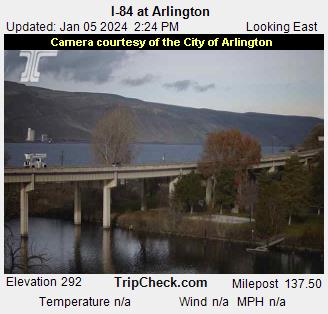 I-84 at Arlington
Updated: Jan 05 2024 2:24 PM Looking East
Camera courtesy of the City of Arlington
Elevation 292 TripCheck.com Milepost 137.50
Temperature n/a Wind n/a MPH n/a